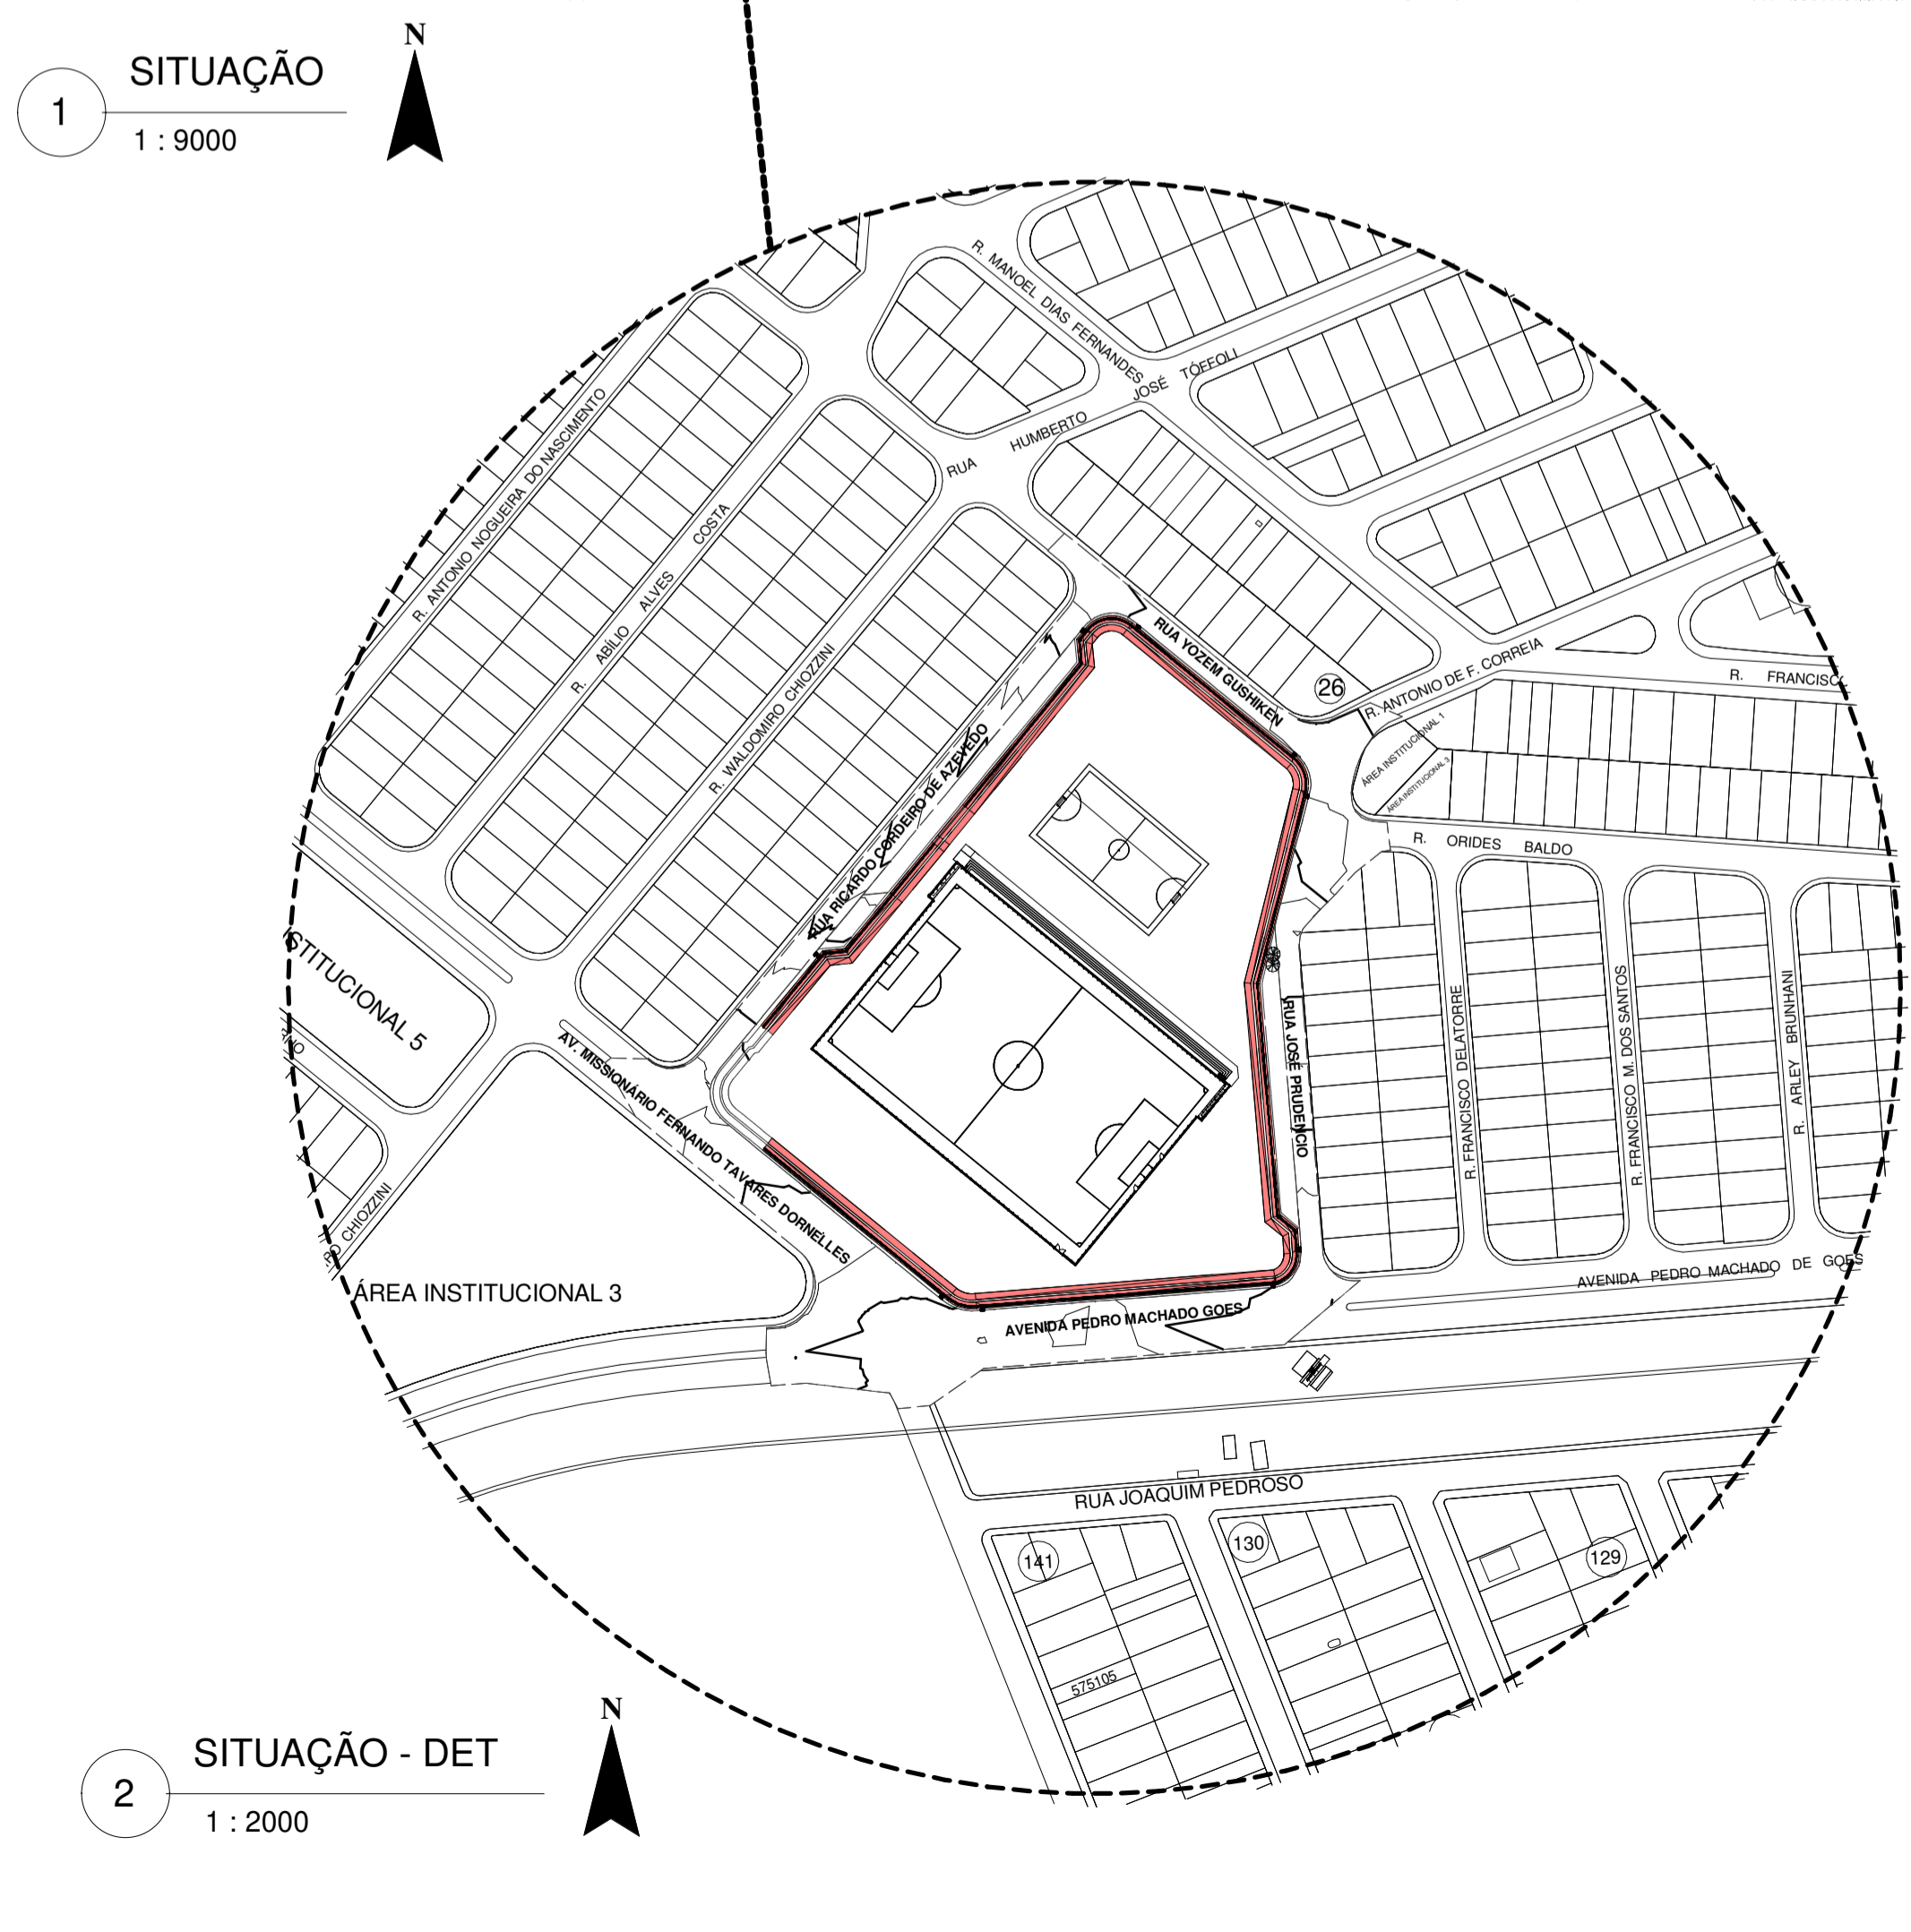 N
SITUAÇÃO
1
1 : 9000
R. MANOEL DIAS FERNANDES
RUA HUMBERTO JOSÉ TÓFFOLI
R. ANTONIO NOGUEIRA DO NASCIMENTO
R. ABÍLIO ALVES COSTA
R. WALDOMIRO CHIOZZINI
RUA RICARDO CORDEIRO DE AZEVEDO
RUA YOZEM GUSHIKEN
26
R. ANTONIO DE F. CORREIA
R. FRANCISC
ÁREA INSTITUCIONAL 1
ÁREA INSTITUCIONAL 3
R. ORIDES BALDO
STITUCIONAL 5
ANO
AV. MISSIONÁRIO FERNANDO TAVARES DORNELLES
RUA JOSÉ PRUDENCIO
R. FRANCISCO DELATORRE
R. FRANCISCO M. DOS SANTOS
R. ARLEY BRUNHANI
RO CHIOZZINI
ÁREA INSTITUCIONAL 3
AVENIDA PEDRO MACHADO DE GOES
AVENIDA PEDRO MACHADO GOES
RUA JOAQUIM PEDROSO
141
130
129
575105
N
SITUAÇÃO - DET
2
1 : 2000